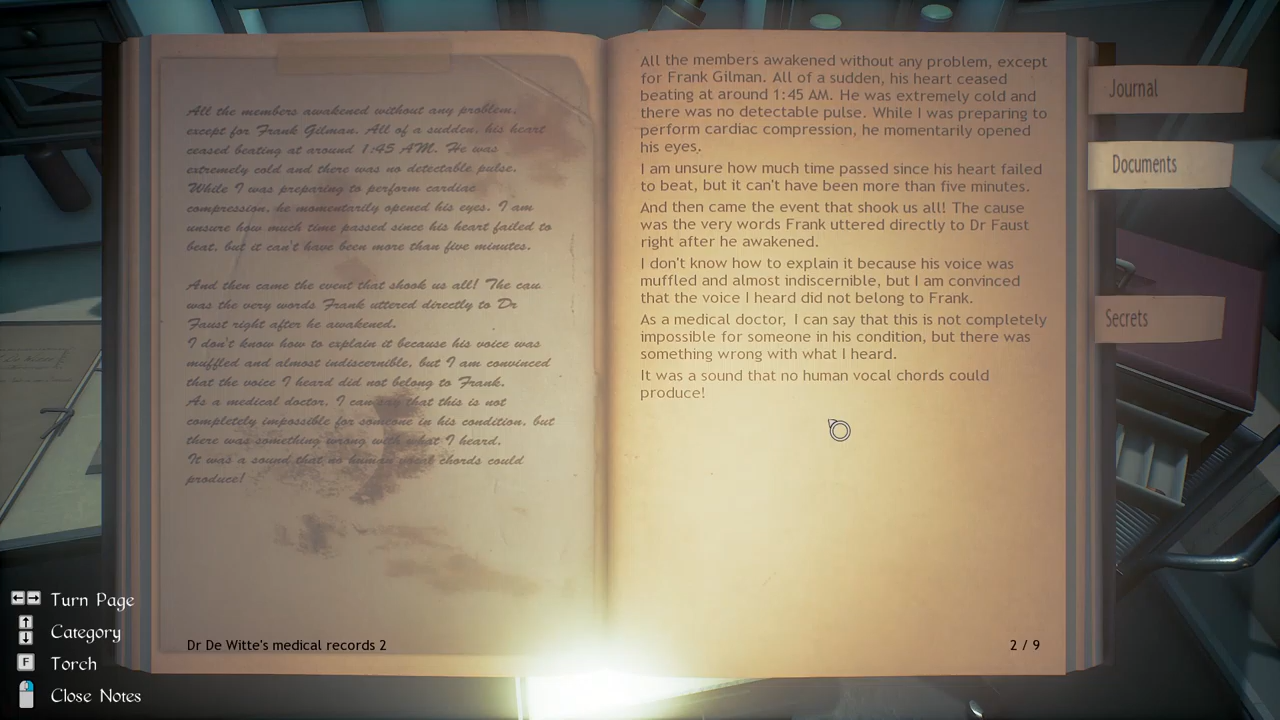 All the members awakened without any problem,
except for Frank Gilman. All of a sudden, his heart
ceased beating at around 1:45 AM. He was
extremely cold and there was no detectable pulse.
While I was preparing to perform cardiac
compression, he momentarily opened his eyes. I am
unsure how much time passed since his heart failed to
beat, but it can't have been more than five minutes.
And then came the event that shook us all! The cau
was the very words Frank uttered directly to Dr
Faust right after he awakened.
I don't know how to explain it because his voice was
muffled and almost indiscernible, but I am convinced
that the voice I heard did not belong to Frank.
As a medical doctor, I can say that this is not
completely impossible for someone in his condition, but
there was something wrong with what I heard.
It was a sound that no human vocal chords could
produce!
Dr De Witte's medical records 2
All the members awakened without any problem, except
for Frank Gilman. All of a sudden, his heart ceased
beating at around 1:45 AM. He was extremely cold and
there was no detectable pulse. While I was preparing to
perform cardiac compression, he momentarily opened
his eyes.
I am unsure how much time passed since his heart failed
to beat, but it can't have been more than five minutes.
And then came the event that shook us all! The cause
was the very words Frank uttered directly to Dr Faust
right after he awakened.
I don't know how to explain it because his voice was
muffled and almost indiscernible, but I am convinced
that the voice I heard did not belong to Frank.
As a medical doctor, I can say that this is not completely
impossible for someone in his condition, but there was
something wrong with what I heard.
It was a sound that no human vocal chords could
produce!
2 / 9
Journal
Documents
Secrets
Turn Page
Category
F Torch
Close Notes